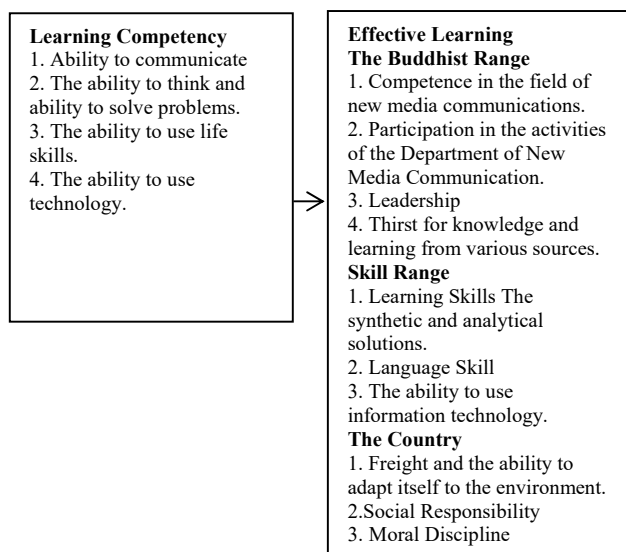 Learning Competency
1. Ability to communicate
2. The ability to think and
ability to solve problems.
3. The ability to use life
skills.
4. The ability to use
technology.
Effective Learning
The Buddhist Range
1. Competence in the field of
new media communications.
2. Participation in the activities
of the Department of New
Media Communication.
3. Leadership
4. Thirst for knowledge and
learning from various sources.
Skill Range
1. Learning Skills The
synthetic and analytical
solutions.
2. Language Skill
3. The ability to use
information technology.
The Country
1. Freight and the ability to
adapt itself to the environment.
2.Social Responsibility
3. Moral Discipline